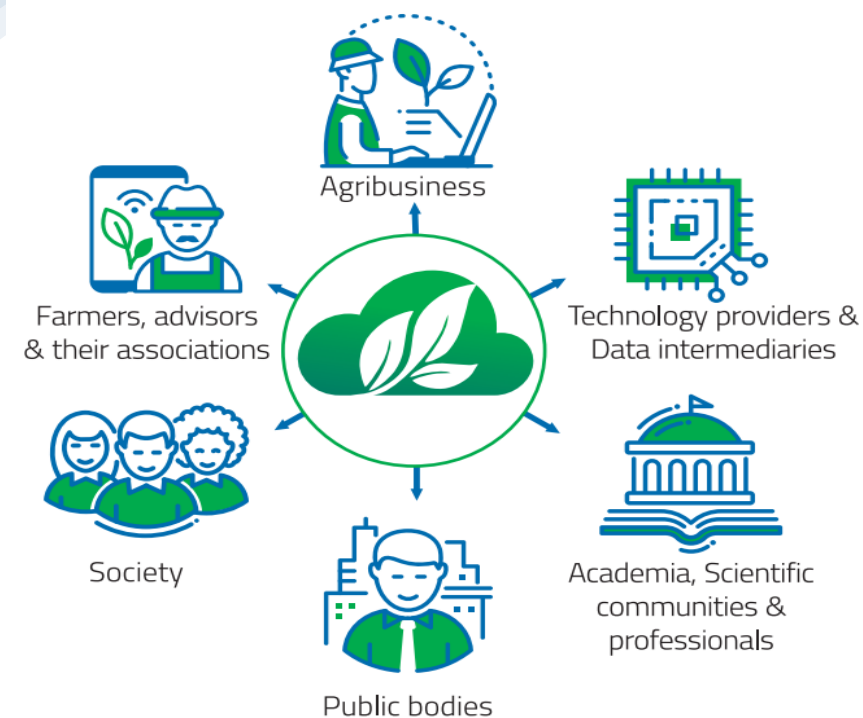 Agribusiness
Farmers, advisors
& their associations
Technology providers &
Data intermediaries
Society
Academia, Scientific
communities &
professionals
Public bodies